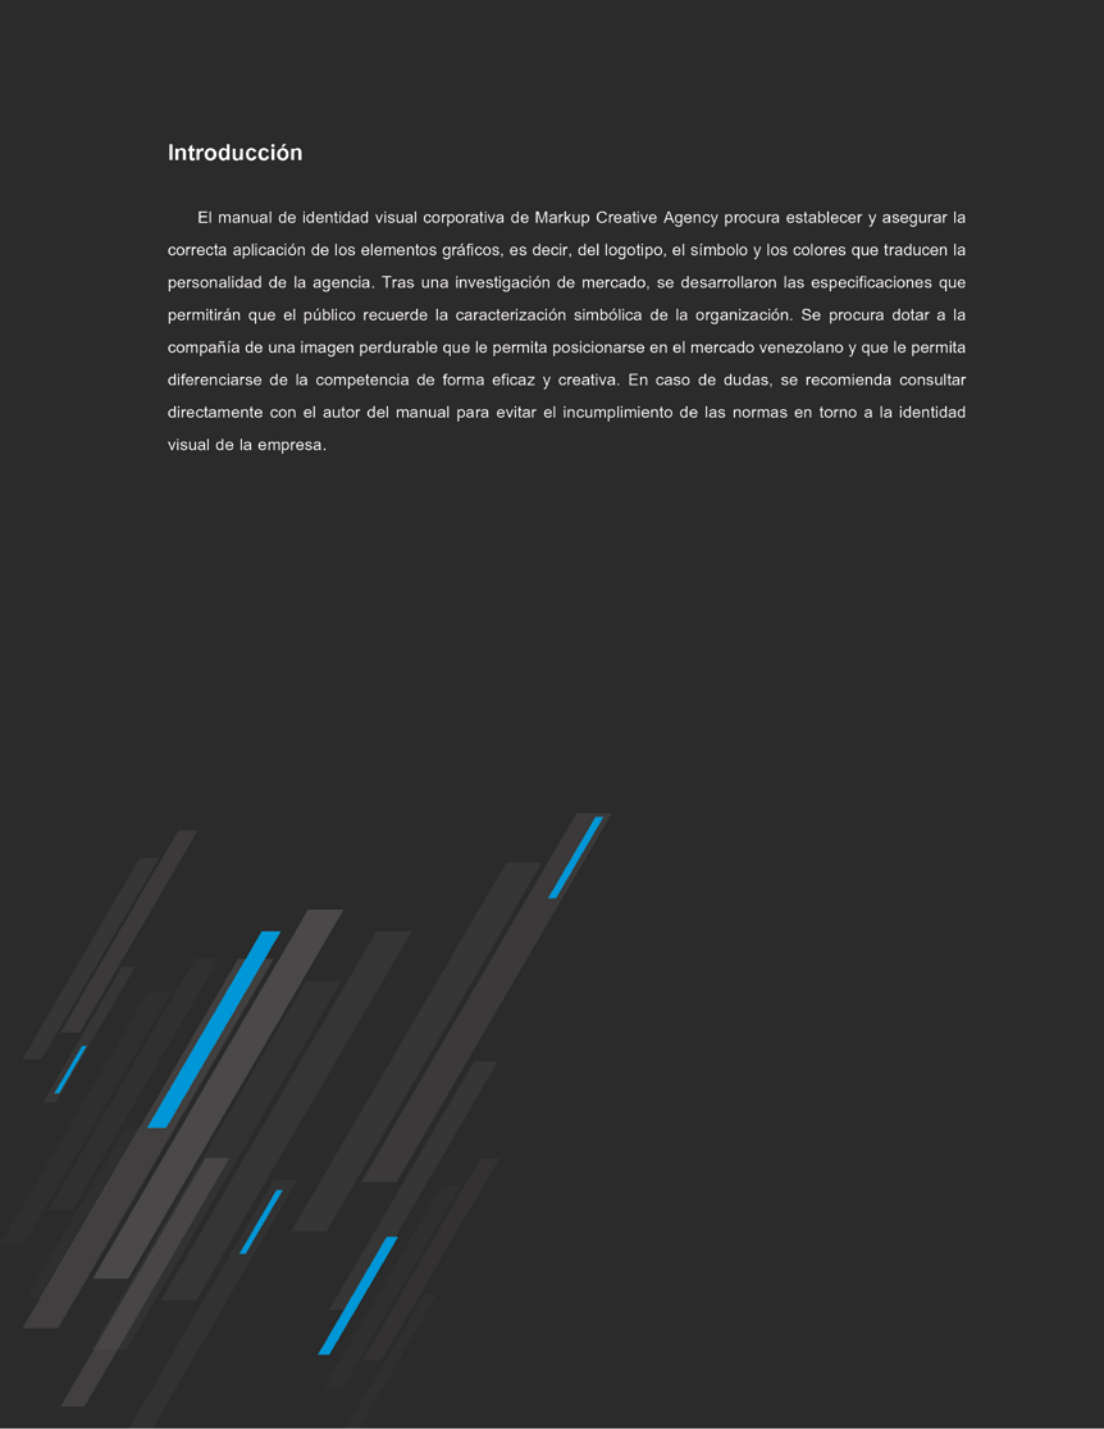 Introducción
El manual de identidad visual corporativa de Markup Creative Agency procura establecer y asegurar la
correcta aplicación de los elementos gráficos, es decir, del logotipo, el símbolo y los colores que traducen la
personalidad de la agencia. Tras una investigación de mercado, se desarrollaron las especificaciones que
permitirán que el público recuerde la caracterización simbólica de la organización. Se procura dotar a la
compañía de una imagen perdurable que le permita posicionarse en el mercado venezolano y que le permita
diferenciarse de la competencia de forma eficaz y creativa. En caso de dudas, se recomienda consultar
directamente con el autor del manual para evitar el incumplimiento de las normas en torno a la identidad
visual de la empresa.